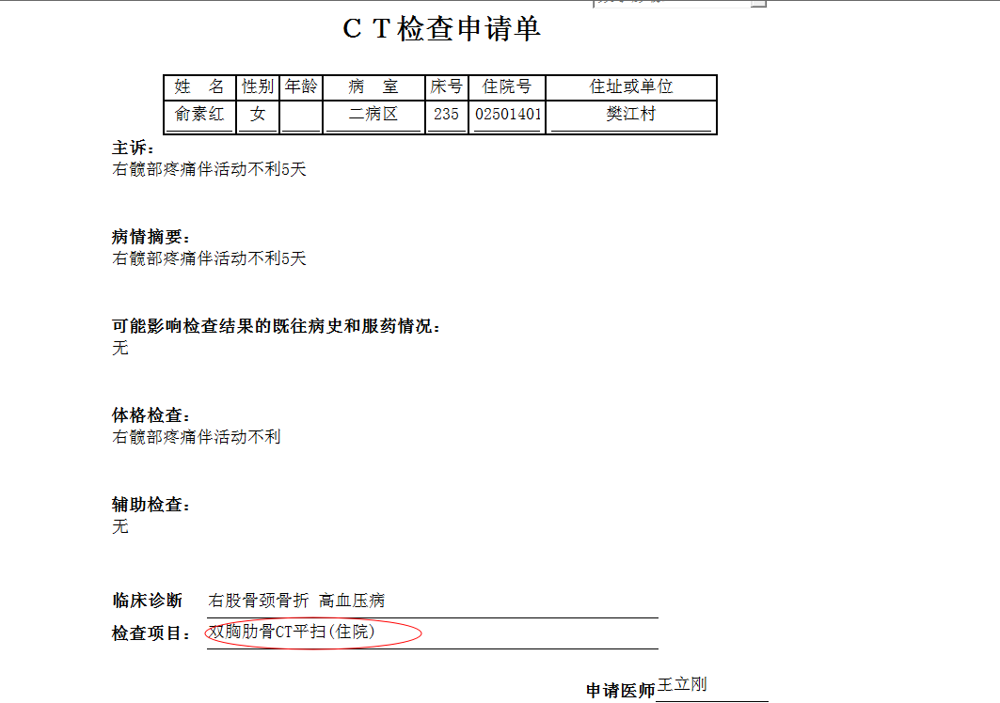 ＣＴ检查申请单
姓 名 性别 年龄 病 室 床号 住院号 住址或单位
俞素红 女 二病区 235 02501401 樊江村
主诉：
右髋部疼痛伴活动不利5天
病情摘要：
右髋部疼痛伴活动不利5天
可能影响检查结果的既往病史和服药情况：
无
体格检查：
右髋部疼痛伴活动不利
辅助检查：
无
临床诊断 右股骨颈骨折 高血压病
检查项目： 双胸肋骨CT平扫(住院)
申请医师 王立刚